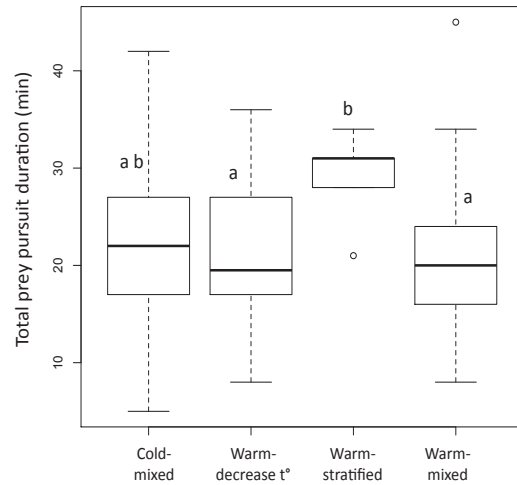 Total prey pursuit duration (min)
40
30
20
10
a b
a
b
a
Cold-
mixed
Warm-
decrease t°
Warm-
stratified
Warm-
mixed